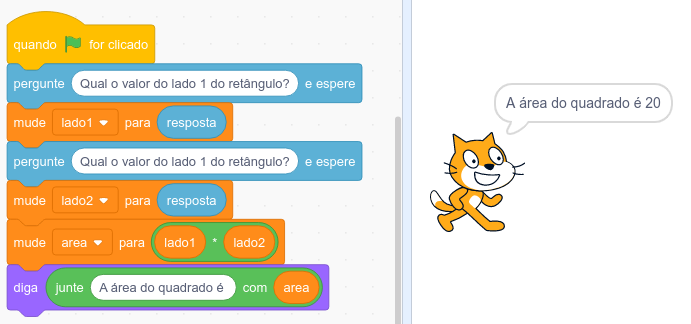 quando for clicado
pergunte Qual o valor do lado 1 do retângulo? e espere
mude lado1 para resposta
pergunte Qual o valor do lado 1 do retângulo? e espere
mude lado2 para resposta
mude area para lado1 * lado2
diga junte A área do quadrado é com area
A área do quadrado é 20